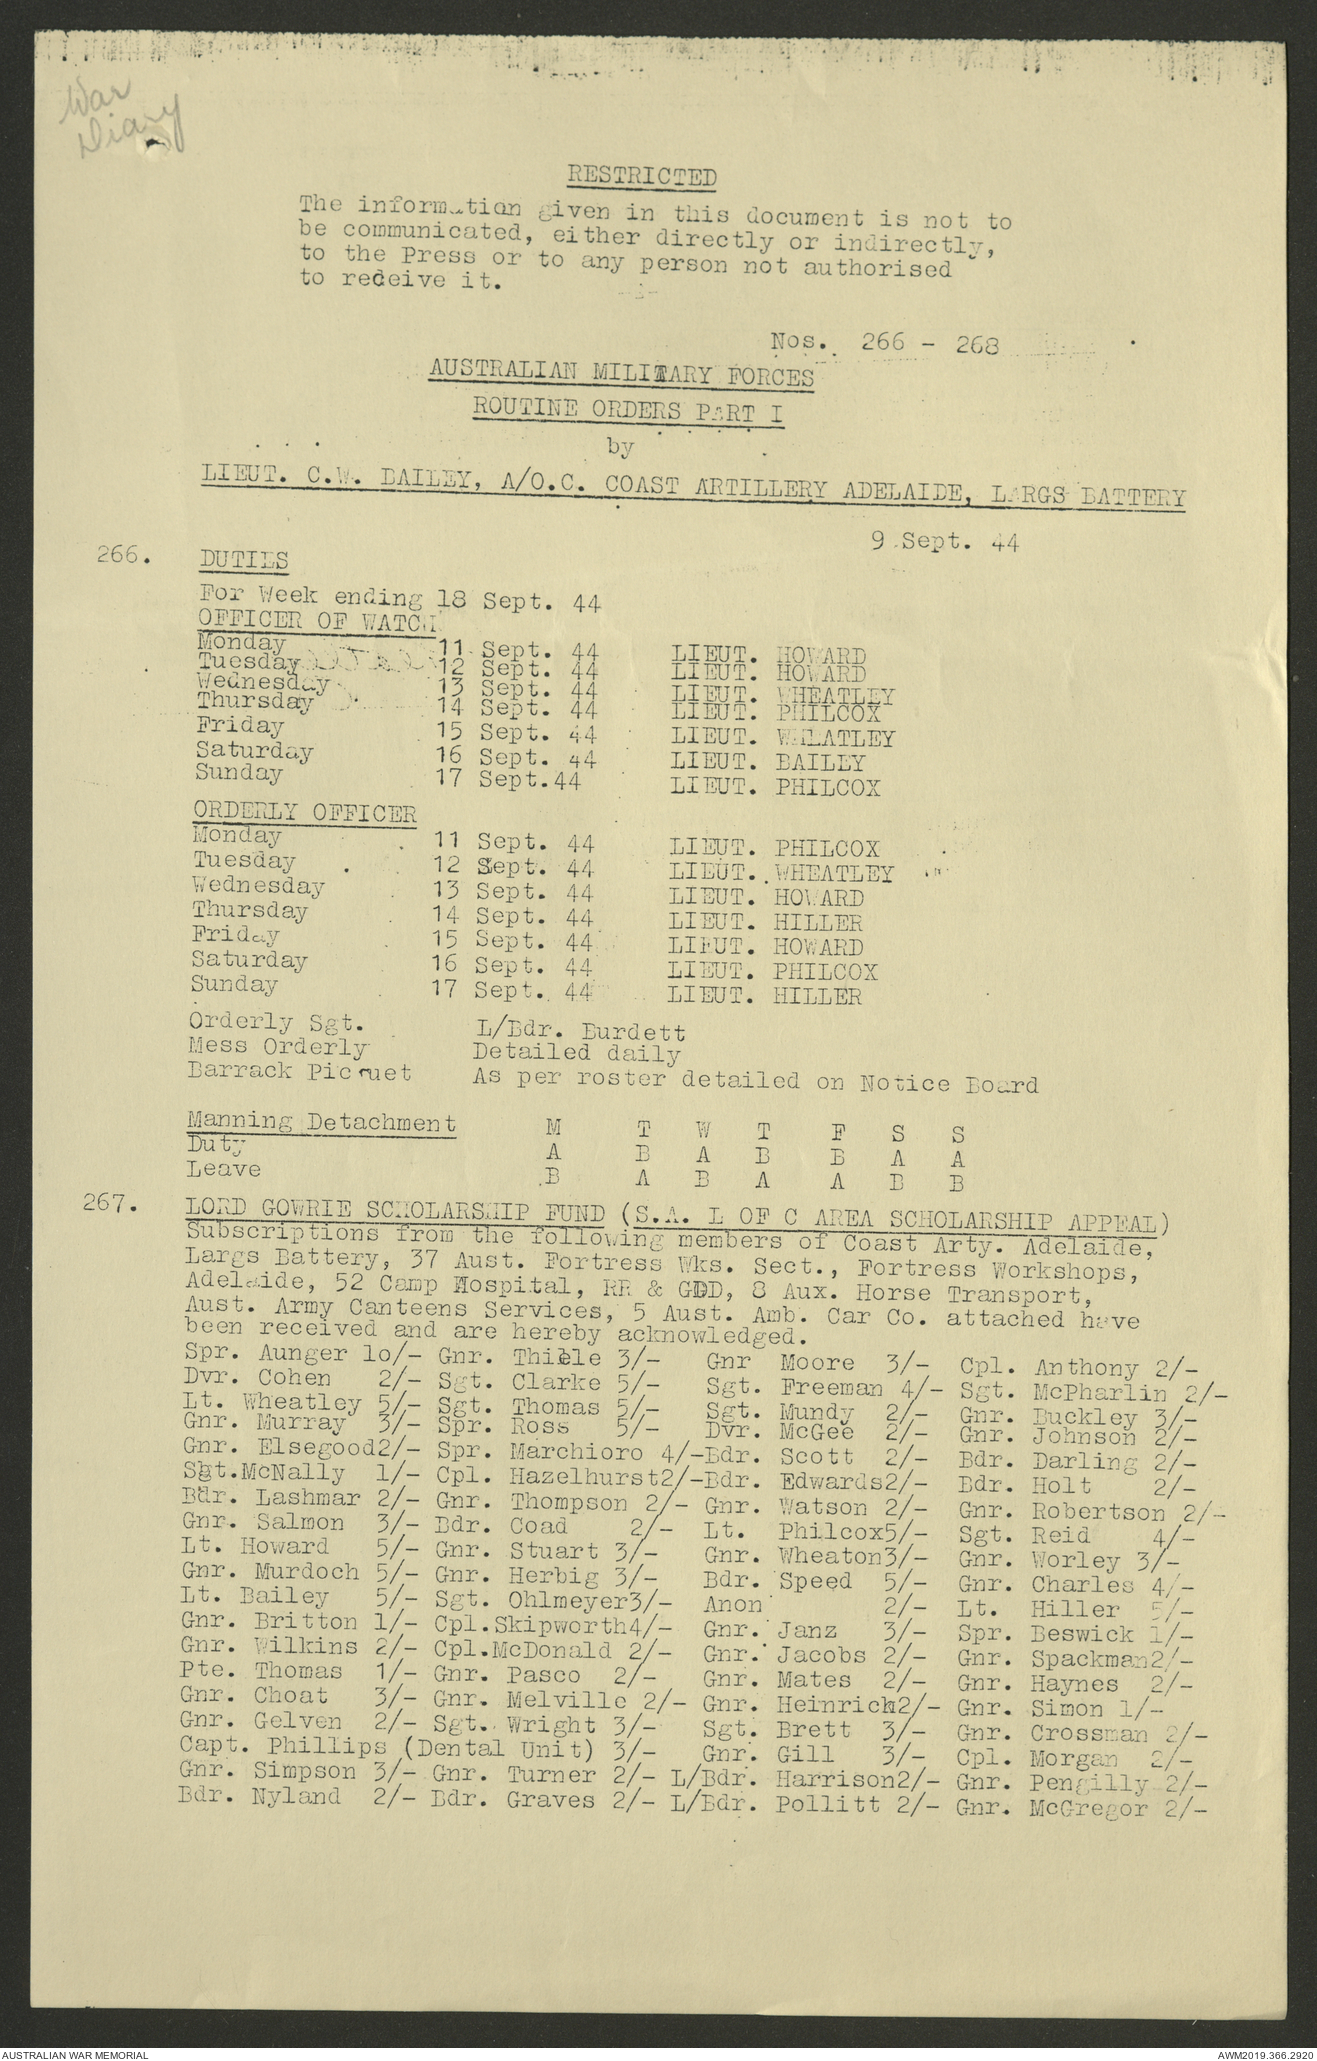 War
Diary
RESTRICTED
The information given in this document is not to
be communicated, either directly or indirectly,
to the Press or to any person not authorised
to receive it.
Nos. 266 - 268
AUSTRALIAN MILITARY FORCES
ROUTINE ORDERS PART I
by
LIEUT. C.W. BAILEY, A/O.C. COAST ARTILLERY ADELAIDE, LARGS BATTERY
9 Sept. 44
266. DUTIES
For Week ending 18 Sept. 44
OFFICER OF WATCH
Monday 11 Sept. 44 LIEUT. HOWARD
Tuesday 12 Sept. 44 LIEUT. HOWARD
Wednesday 13 Sept. 44 LIEUT. WHEATLEY
Thursday 14 Sept. 44 LIEUT. PHILCOX
Friday 15 Sept. 44 LIEUT. WHEATLEY
Saturday 16 Sept. 44 LIEUT. BAILEY
Sunday 17 Sept.44 LIEUT. PHILCOX
ORDERLY OFFICER
Monday 11 Sept. 44 LIEUT. PHILCOX
Tuesday 12 Sept. 44 LIEUT. WHEATLEY
Wednesday 13 Sept. 44 LIEUT. HOWARD
Thursday 14 Sept. 44 LIEUT. HILLER
Friday 15 Sept. 44 LIEUT. HOWARD
Saturday 16 Sept. 44 LIEUT. PHILCOX
Sunday 17 Sept. 44 LIEUT. HILLER
Orderly Sgt. L/Bdr. Burdett
Mess Orderly Detailed daily
Barrack Picquet As per roster detailed on Notice Board
Manning Detachment M T W T F S S
Duty A B A B B A A
Leave B A B A A B B
267. LORD GOWRIE SCHOLARSHIP FUND (S.A. L OF C AREA SCHOLARSHIP APPEAL)
Subscriptions from the following members of Coast Arty. Adelaide,
Largs Battery, 37 Aust. Fortress Wks. Sect., Fortress Workshops,
Adelaide, 52 Camp Hospital, RR & GDD, 8 Aux. Horse Transport,
Aust. Army Canteens Services, 5 Aust. Amb. Car Co. attached have
been received and are hereby acknowledged.
Spr. Aunger 1o/- Gnr. Thiele 3/- Gnr Moore 3/- Cpl. Anthony 2/-
Dvr. Cohen 2/- Sgt. Clarke 5/- Sgt. Freeman 4/- Sgt. McPharlin 2/-
Lt. Wheatley 5/- Sgt. Thomas 5/- Sgt. Mundy 2/- Gnr. Buckley 3/-
Gnr. Murray 3/- Spr. Ross 5/- Dvr. McGee 2/- Gnr. Johnson 2/-
Gnr. Elsegood2/- Spr. Marchioro 4/-Bdr. Scott 2/- Bdr. Darling 2/-
Sgt.McNally 1/- Cpl. Hazelhurst2/-Bdr. Edwards2/- Bdr. Holt 2/-
Bdr. Lashmar 2/- Gnr. Thompson 2/- Gnr. Watson 2/- Gnr. Robertson 2/-
Gnr. Salmon 3/- Bdr. Coad 2/- Lt. Philcox5/- Sgt. Reid 4/-
Lt. Howard 5/- Gnr. Stuart 3/- Gnr. Wheaton3/- Gnr. Worley 3/-
Gnr. Murdoch 5/- Gnr. Herbig 3/- Bdr. Speed 5/- Gnr. Charles 4/-
Lt. Bailey 5/- Sgt. Ohlmeyer3/- Anon 2/- Lt. Hiller 5/-
Gnr. Britton 1/- Cpl.Skipworth4/- Gnr. Janz 3/- Spr. Beswick 1/-
Gnr. Wilkins 2/- Cpl.McDonald 2/- Gnr. Jacobs 2/- Gnr. Spackman2/-
Pte. Thomas 1/- Gnr. Pasco 2/- Gnr. Mates 2/- Gnr. Haynes 2/-
Gnr. Choat 3/- Gnr. Melville 2/- Gnr. Heinrich2/- Gnr. Simon 1/-
Gnr. Gelven 2/- Sgt. Wright 3/- Sgt. Brett 3/- Gnr. Crossman 2/-
Capt. Phillips (Dental Unit) 3/- Gnr. Gill 3/- Cpl. Morgan 2/-
Gnr. Simpson 3/- Gnr. Turner 2/- L/Bdr. Harrison2/- Gnr. Pengilly 2/-
Bdr. Nyland 2/- Bdr. Graves 2/- L/Bdr. Pollitt 2/- Gnr. McGregor 2/-
AUSTRALIAN WAR MEMORIAL AWM2019.366.2920